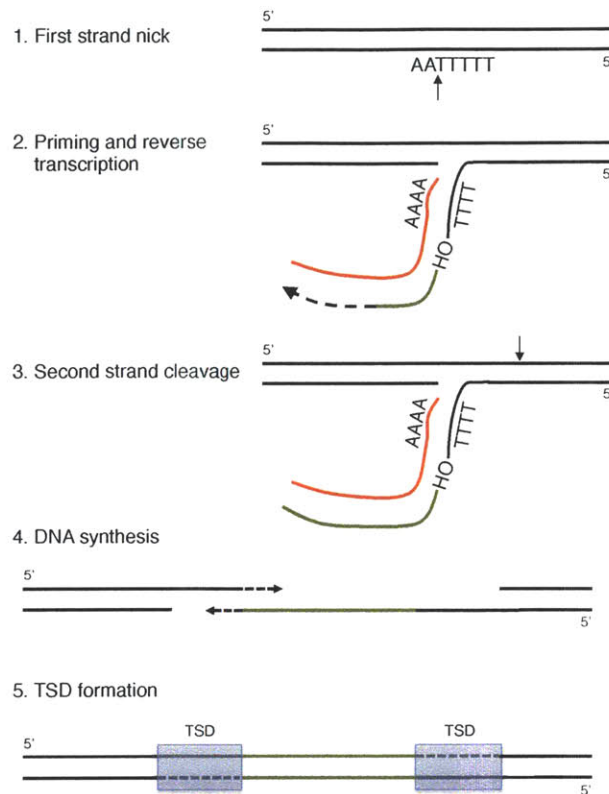 5'
1. First strand nick
AATTTTT
5'
5'
2. Priming and reverse
transcription
5'
AAAA
TTTT
HO
5'
3. Second strand cleavage
5'
AAAA
TTTT
HO
4. DNA synthesis
5'
5'
5. TSD formation
TSD
TSD
5'
5'